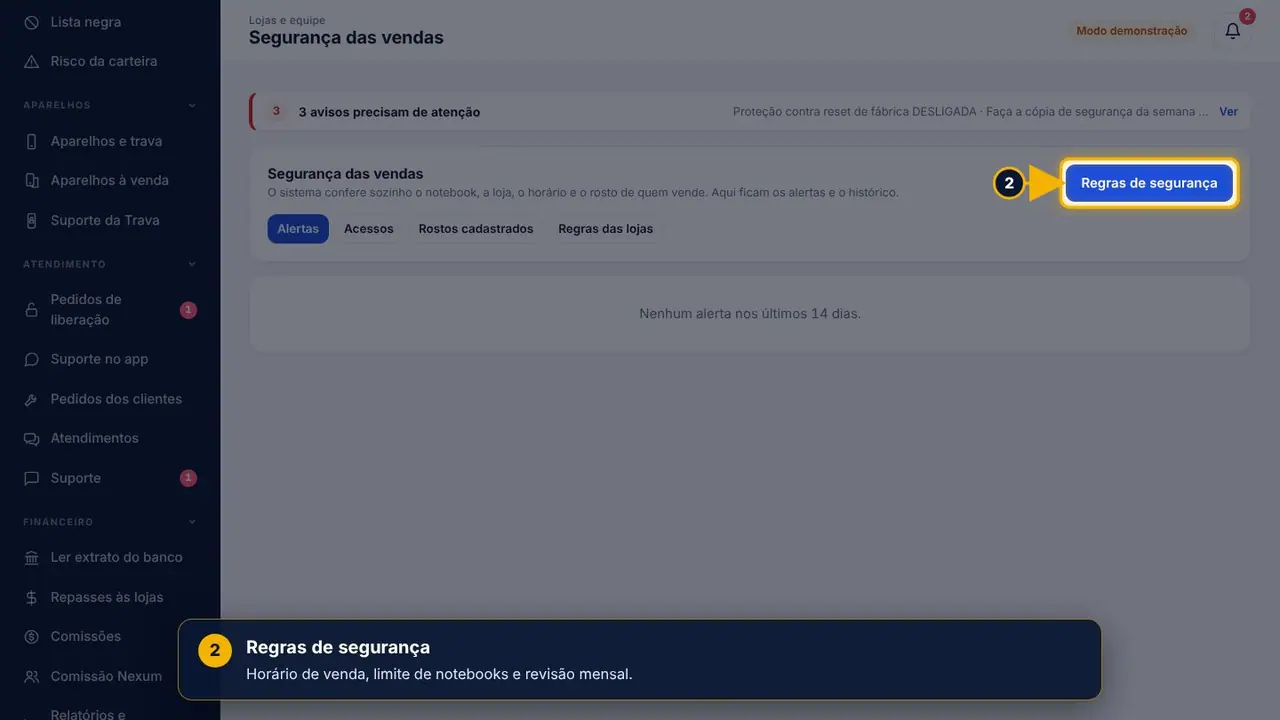 Lista negra
Risco da carteira
APARELHOS
Aparelhos e trava
Aparelhos à venda
Suporte da Trava
ATENDIMENTO
Pedidos de
liberação
1
Suporte no app
Pedidos dos clientes
Atendimentos
Suporte
1
FINANCEIRO
Ler extrato do banco
Repasses às lojas
Comissões
Comissão Nexum
Relatórios e
Lojas e equipe
Segurança das vendas
Modo demonstração
2
3
3 avisos precisam de atenção
Proteção contra reset de fábrica DESLIGADA · Faça a cópia de segurança da semana ...
Ver
Segurança das vendas
O sistema confere sozinho o notebook, a loja, o horário e o rosto de quem vende. Aqui ficam os alertas e o histórico.
2
Regras de segurança
Alertas
Acessos
Rostos cadastrados
Regras das lojas
Nenhum alerta nos últimos 14 dias.
2
Regras de segurança
Horário de venda, limite de notebooks e revisão mensal.